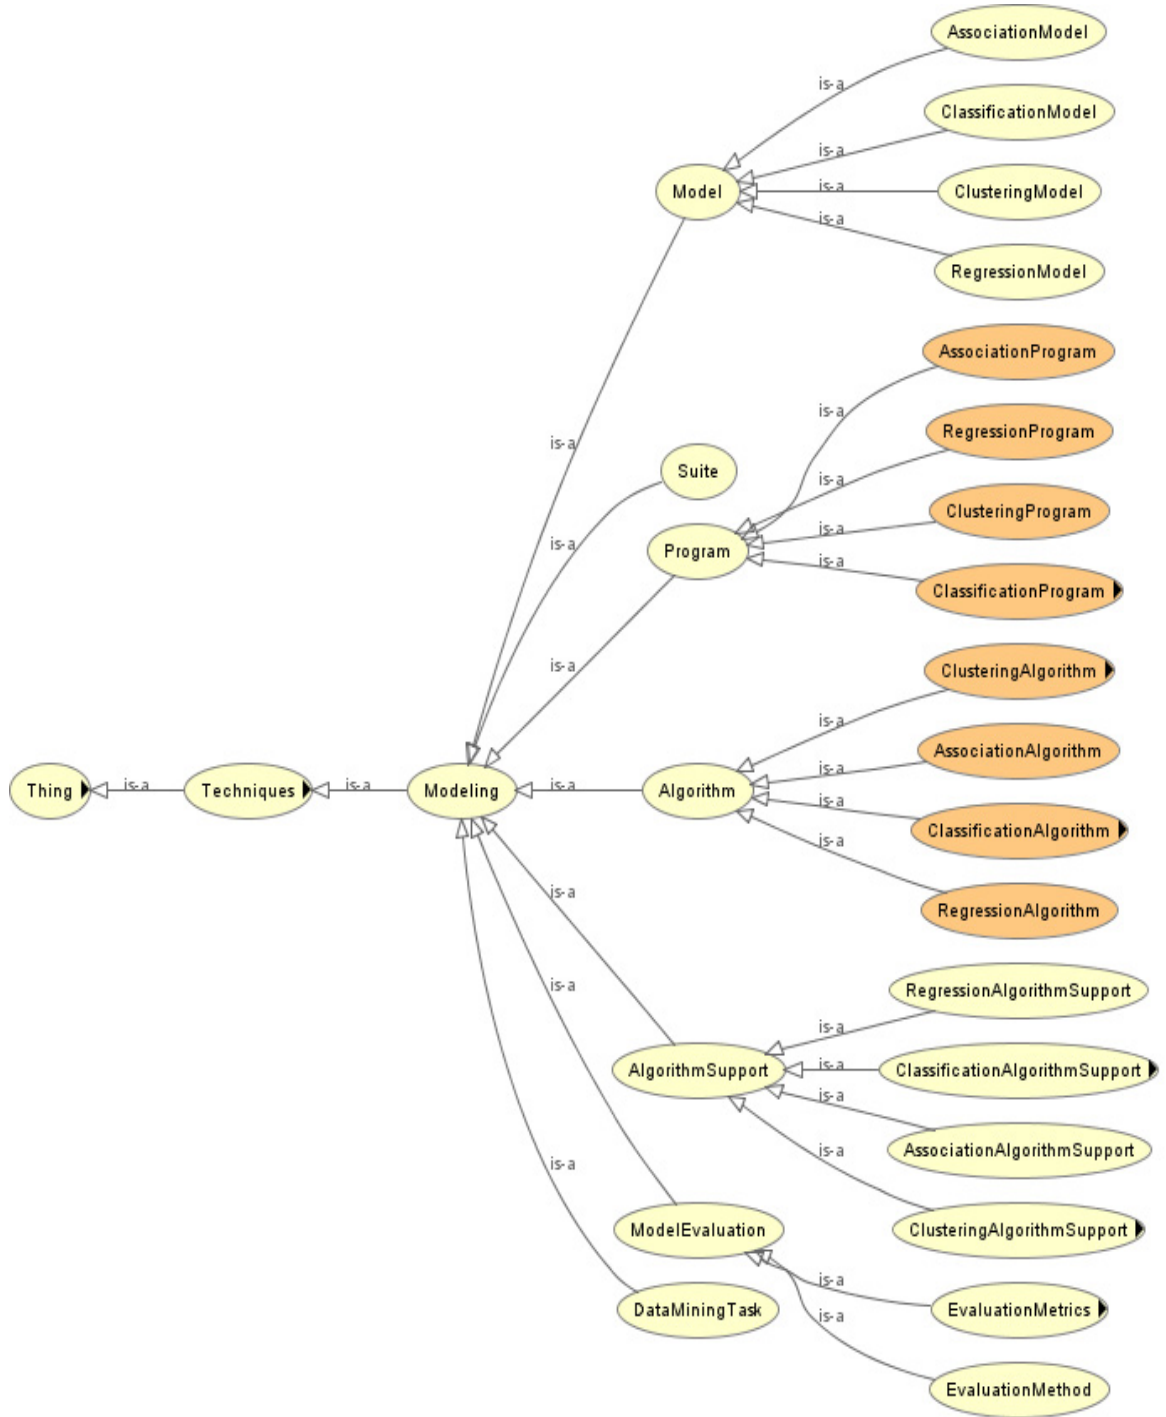 AssociationModel
is-a
ClassificationModel
is-a
Model
is-a
ClusteringModel
is-a
RegressionModel
AssociationProgram
is-a
RegressionProgram
is-a
Suite
is-a
ClusteringProgram
is-a
is-a
Program
is-a
ClassificationProgram
is-a
ClusteringAlgorithm
is-a
AssociationAlgorithm
is-a
Thing
is-a
Techniques
is-a
Modeling
is-a
Algorithm
ClassificationAlgorithm
is-a
is-a
RegressionAlgorithm
RegressionAlgorithmSupport
is-a
is-a
AlgorithmSupport
is-a
ClassificationAlgorithmSupport
is-a
AssociationAlgorithmSupport
is-a
is-a
ModelEvaluation
ClusteringAlgorithmSupport
is-a
DataMiningTask
EvaluationMetrics
is-a
EvaluationMethod